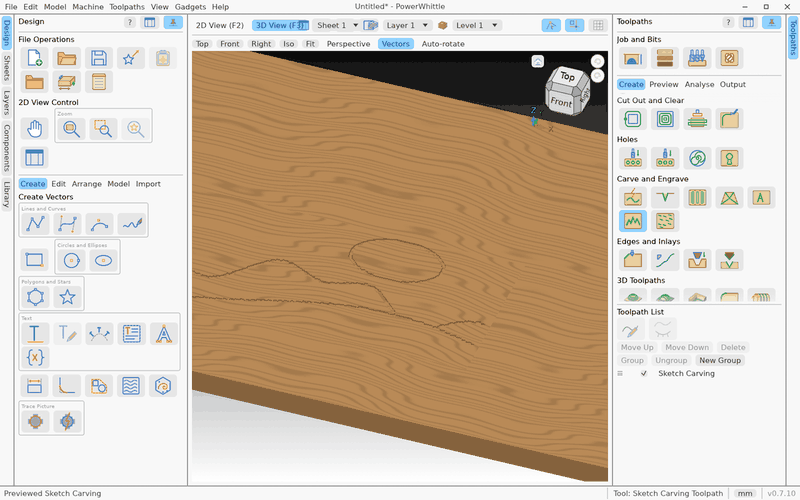 Untitled* - PowerWhittle
File Edit Model Machine Toolpaths View Gadgets Help
Design
Sheets
Layers
Components
Library
Design
?
File Operations
2D View Control
Zoom
Create Edit Arrange Model Import
Create Vectors
Lines and Curves
Circles and Ellipses
Polygons and Stars
Text
Trace Picture
2D View (F2) 3D View (F3) Sheet 1 Layer 1 Level 1
Top Front Right Iso Fit Perspective Vectors Auto-rotate
Top
Front
Right
Z
X
Toolpaths
?
Job and Bits
Create Preview Analyse Output
Cut Out and Clear
Holes
Carve and Engrave
Edges and Inlays
3D Toolpaths
Toolpath List
Move Up Move Down Delete
Group Ungroup New Group
Sketch Carving
Toolpaths
Previewed Sketch Carving
Tool: Sketch Carving Toolpath mm v0.7.10